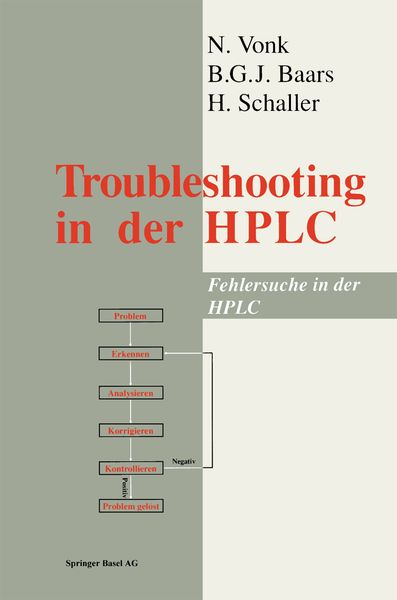 N. Vonk
B.G.J. Baars
H. Schaller
Troubleshooting
in der HPLC
Fehlersuche in der
HPLC
Problem
Erkennen
Analysieren
Korrigieren
Kontrollieren
Negativ
Positiv
Problem gelost
Springer Basel AG